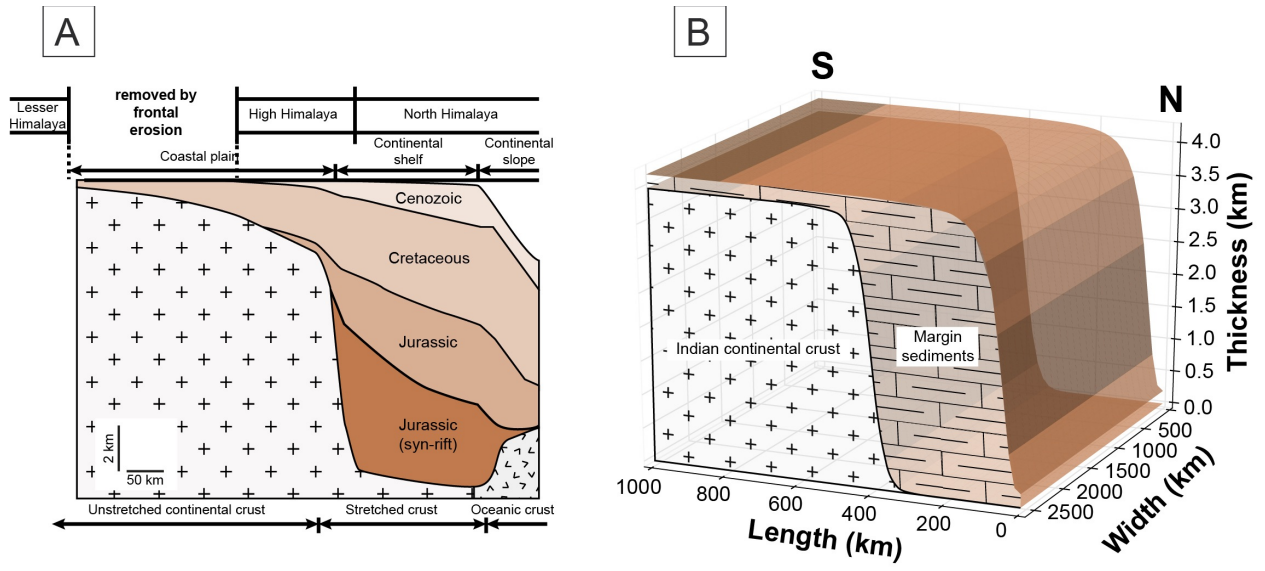 A
Lesser
Himalaya
removed by
frontal
erosion
High Himalaya
North Himalaya
Coastal plain
Continental
shelf
Continental
slope
Cenozoic
Cretaceous
Jurassic
Jurassic
(syn-rift)
2 km
50 km
Unstretched continental crust
Stretched crust
Oceanic crust
B
S
N
Indian continental crust
Margin
sediments
4.0
3.5
3.0
2.5
2.0
1.5
1.0
0.5
0.0
Thickness (km)
500
1000
1500
2000
2500
Width (km)
1000
800
600
400
200
0
Length (km)